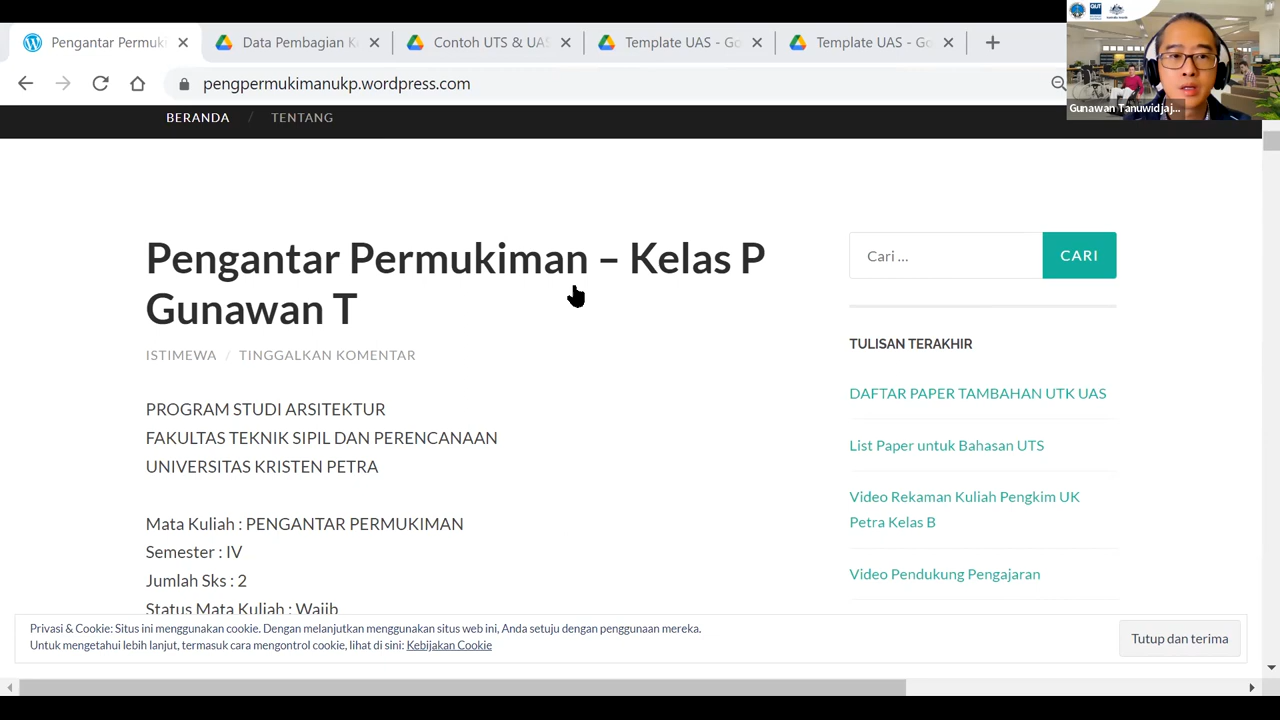 Pengantar Permuki
Data Pembagian K
Contoh UTS & UAS
Template UAS - Go
Template UAS - Go
pengpermukimanukp.wordpress.com
QUT
Gunawan Tanuwidjaj...
BERANDA / TENTANG
Pengantar Permukiman – Kelas P
Gunawan T
ISTIMEWA / TINGGALKAN KOMENTAR
PROGRAM STUDI ARSITEKTUR
FAKULTAS TEKNIK SIPIL DAN PERENCANAAN
UNIVERSITAS KRISTEN PETRA
Mata Kuliah : PENGANTAR PERMUKIMAN
Semester : IV
Jumlah Sks : 2
Status Mata Kuliah : Wajib
Cari ...
CARI
TULISAN TERAKHIR
DAFTAR PAPER TAMBAHAN UTK UAS
List Paper untuk Bahasan UTS
Video Rekaman Kuliah Pengkim UK
Petra Kelas B
Video Pendukung Pengajaran
Privasi & Cookie: Situs ini menggunakan cookie. Dengan melanjutkan menggunakan situs web ini, Anda setuju dengan penggunaan mereka.
Untuk mengetahui lebih lanjut, termasuk cara mengontrol cookie, lihat di sini: Kebijakan Cookie
Tutup dan terima